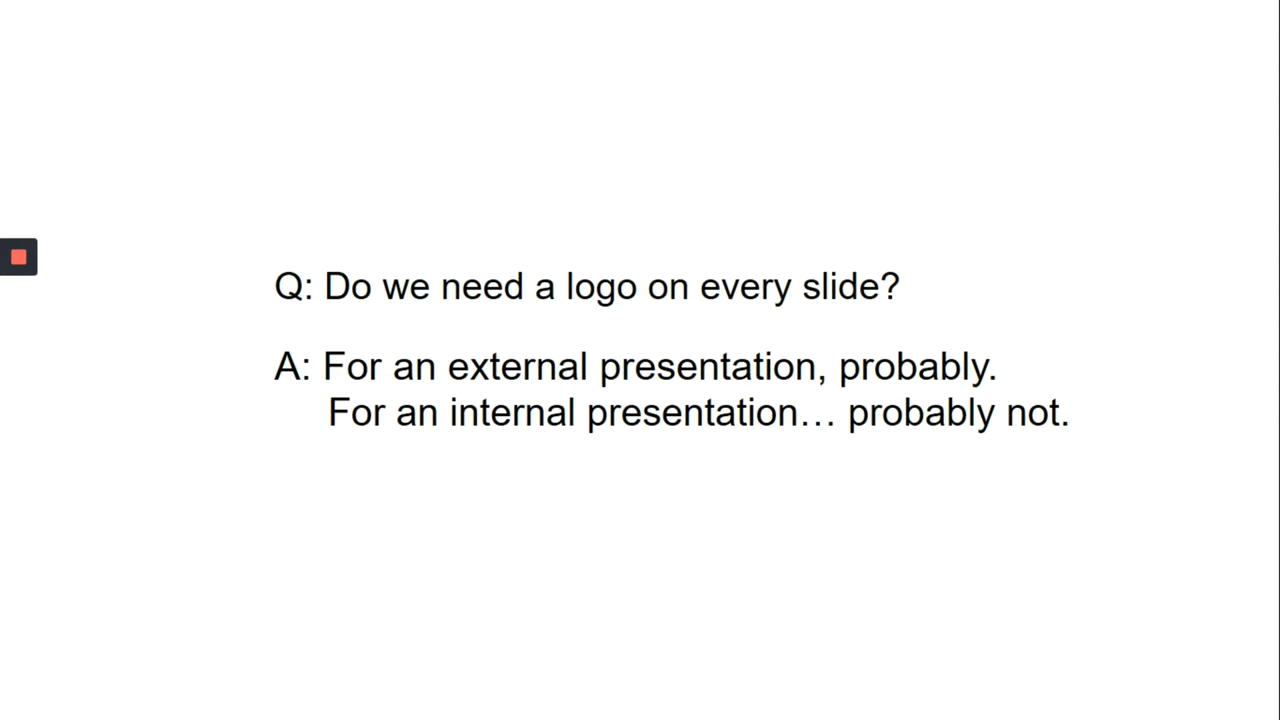 Q: Do we need a logo on every slide?
A: For an external presentation, probably.
For an internal presentation… probably not.